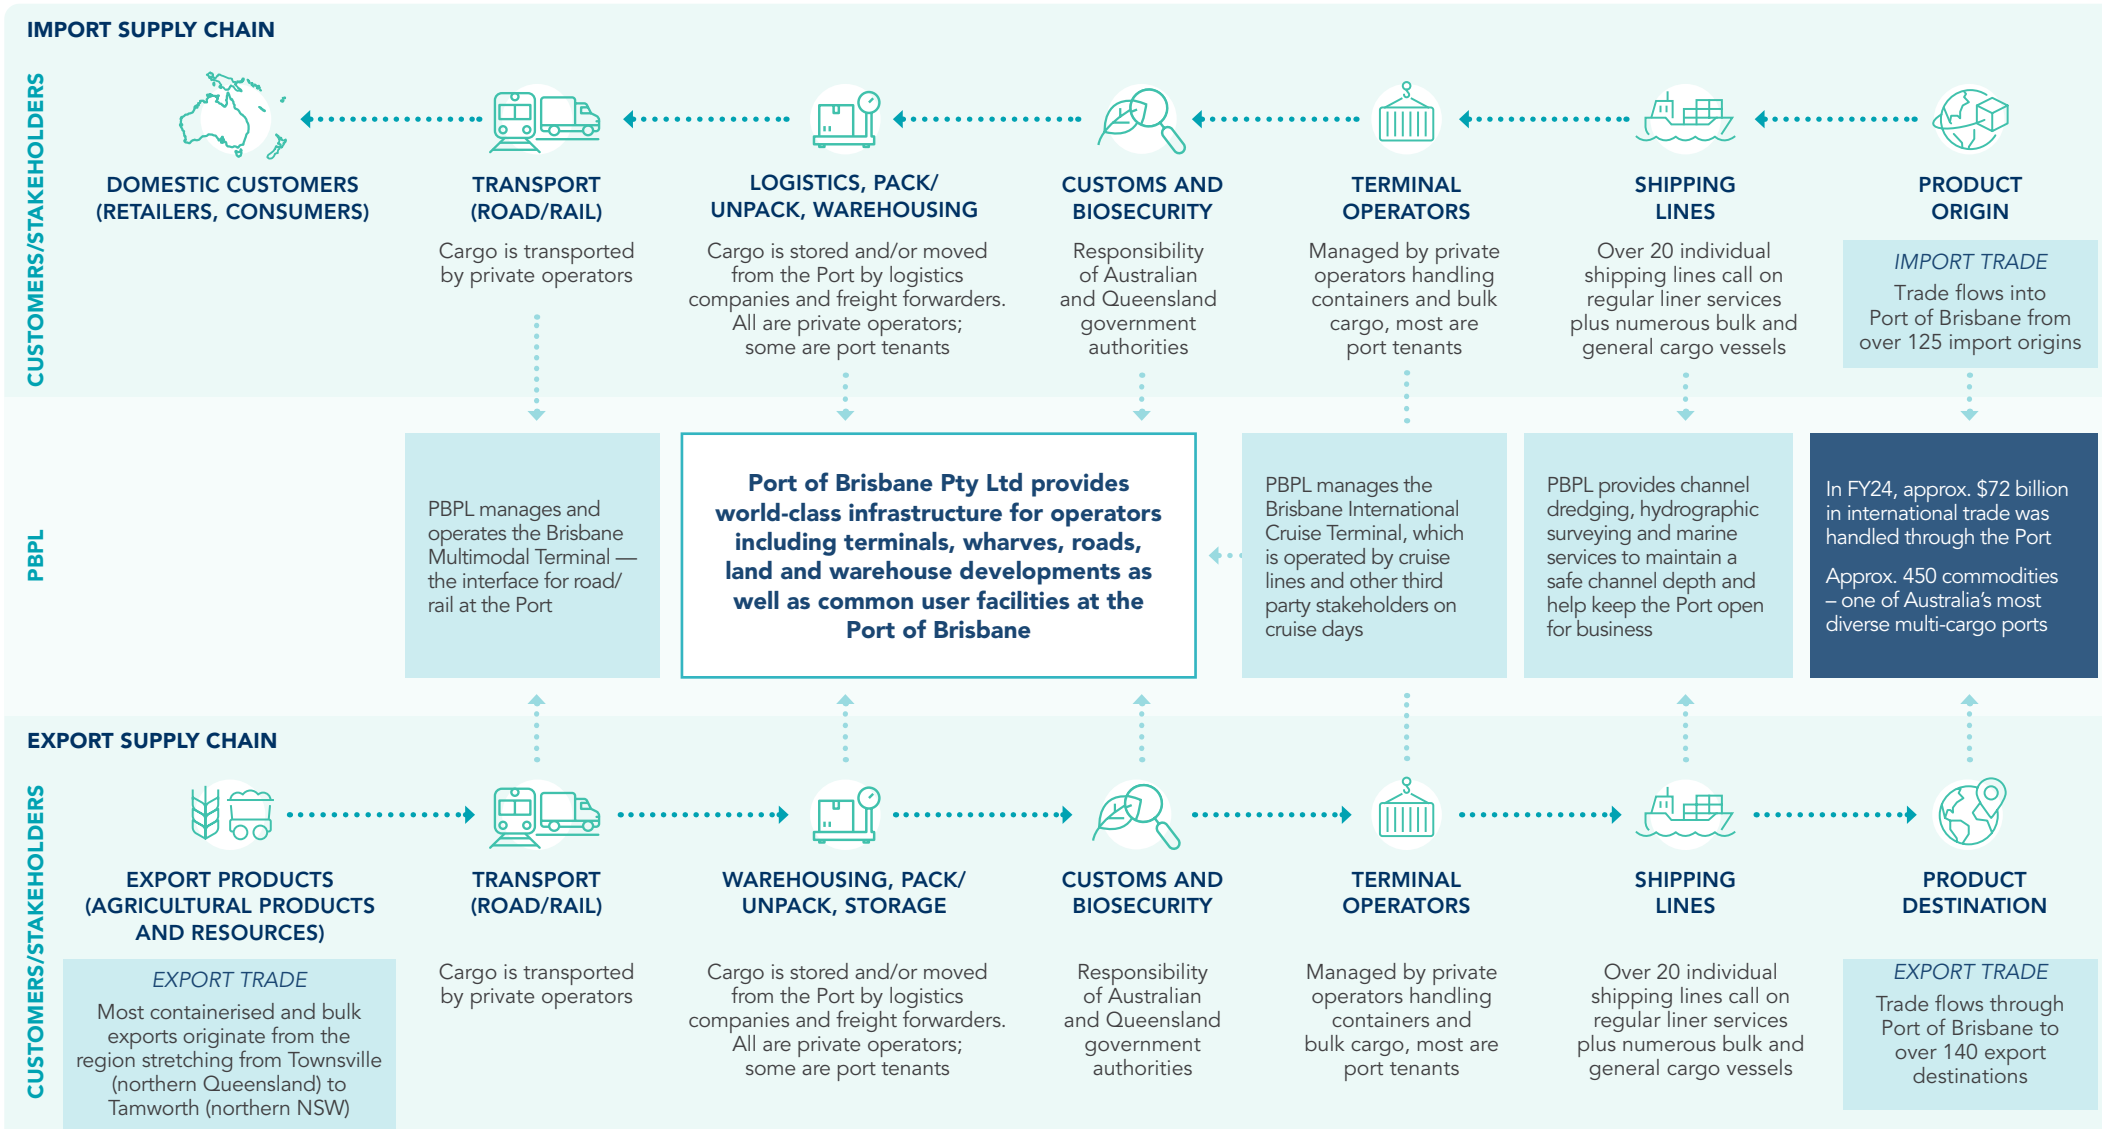 IMPORT SUPPLY CHAIN
CUSTOMERS/STAKEHOLDERS
DOMESTIC CUSTOMERS
(RETAILERS, CONSUMERS)
TRANSPORT
(ROAD/RAIL)
Cargo is transported
by private operators
LOGISTICS, PACK/
UNPACK, WAREHOUSING
Cargo is stored and/or moved
from the Port by logistics
companies and freight forwarders.
All are private operators;
some are port tenants
CUSTOMS AND
BIOSECURITY
Responsibility
of Australian
and Queensland
government
authorities
TERMINAL
OPERATORS
Managed by private
operators handling
containers and bulk
cargo, most are
port tenants
SHIPPING
LINES
Over 20 individual
shipping lines call on
regular liner services
plus numerous bulk and
general cargo vessels
PRODUCT
ORIGIN
IMPORT TRADE
Trade flows into
Port of Brisbane from
over 125 import origins
PBPL
PBPL manages and
operates the Brisbane
Multimodal Terminal —
the interface for road/
rail at the Port
Port of Brisbane Pty Ltd provides
world-class infrastructure for operators
including terminals, wharves, roads,
land and warehouse developments as
well as common user facilities at the
Port of Brisbane
PBPL manages the
Brisbane International
Cruise Terminal, which
is operated by cruise
lines and other third
party stakeholders on
cruise days
PBPL provides channel
dredging, hydrographic
surveying and marine
services to maintain a
safe channel depth and
help keep the Port open
for business
In FY24, approx. $72 billion
in international trade was
handled through the Port
Approx. 450 commodities
– one of Australia’s most
diverse multi-cargo ports
EXPORT SUPPLY CHAIN
CUSTOMERS/STAKEHOLDERS
EXPORT PRODUCTS
(AGRICULTURAL PRODUCTS
AND RESOURCES)
EXPORT TRADE
Most containerised and bulk
exports originate from the
region stretching from Townsville
(northern Queensland) to
Tamworth (northern NSW)
TRANSPORT
(ROAD/RAIL)
Cargo is transported
by private operators
WAREHOUSING, PACK/
UNPACK, STORAGE
Cargo is stored and/or moved
from the Port by logistics
companies and freight forwarders.
All are private operators;
some are port tenants
CUSTOMS AND
BIOSECURITY
Responsibility
of Australian
and Queensland
government
authorities
TERMINAL
OPERATORS
Managed by private
operators handling
containers and
bulk cargo, most are
port tenants
SHIPPING
LINES
Over 20 individual
shipping lines call on
regular liner services
plus numerous bulk and
general cargo vessels
PRODUCT
DESTINATION
EXPORT TRADE
Trade flows through
Port of Brisbane to
over 140 export
destinations